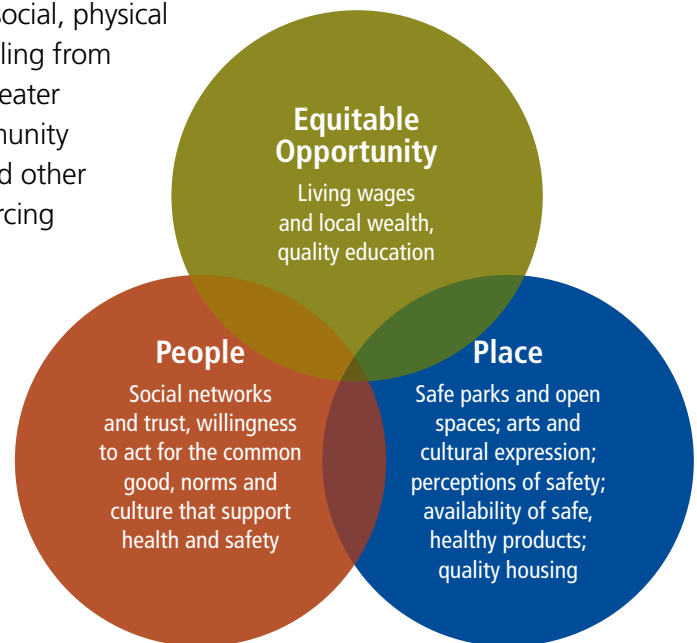 social, physical
ling from
eater
munity
d other
rcing
Equitable
Opportunity
Living wages
and local wealth,
quality education
People
Social networks
and trust, willingness
to act for the common
good, norms and
culture that support
health and safety
Place
Safe parks and open
spaces; arts and
cultural expression;
perceptions of safety;
availability of safe,
healthy products;
quality housing